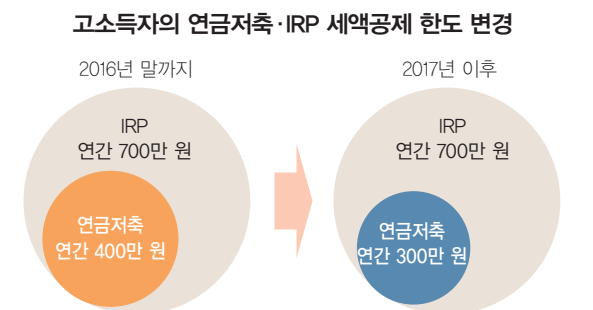 고소득자의 연금저축·IRP 세액공제 한도 변경
2016년 말까지
IRP
연간 700만 원
연금저축
연간 400만 원
2017년 이후
IRP
연간 700만 원
연금저축
연간 300만 원